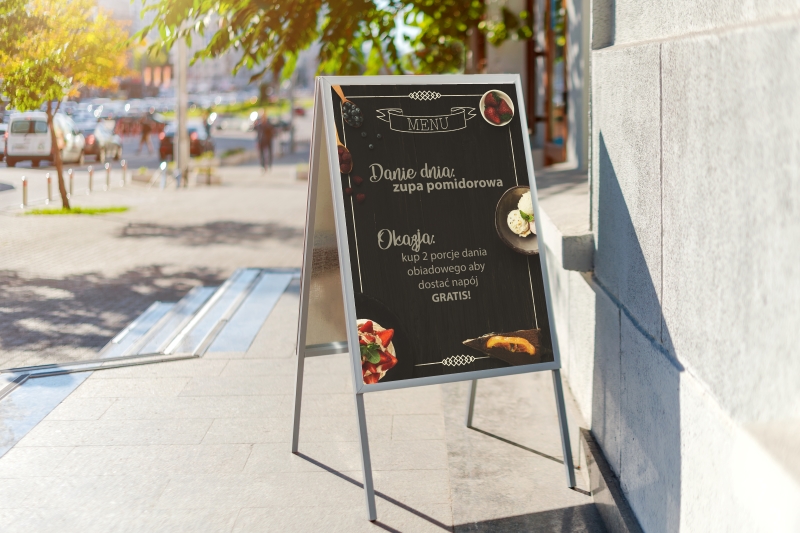 MENU
Danie dnia:
zupa pomidorowa
Okazja:
kup 2 porcje dania
obiadowego aby
dostać napój
GRATIS!